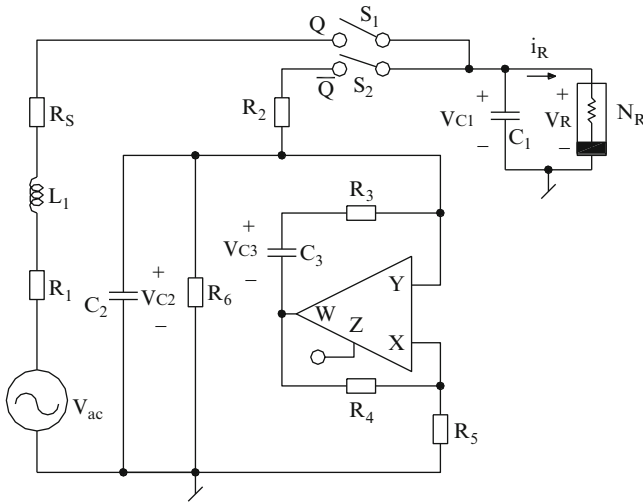 Q S₁
Q̅ S₂
i_R
R_S
R₂
+ V_C1 − C₁
+ V_R − N_R
L₁
R₃
+ V_C3 − C₃
R₁
C₂ + V_C2 − R₆
W Z Y X
R₄
R₅
V_ac